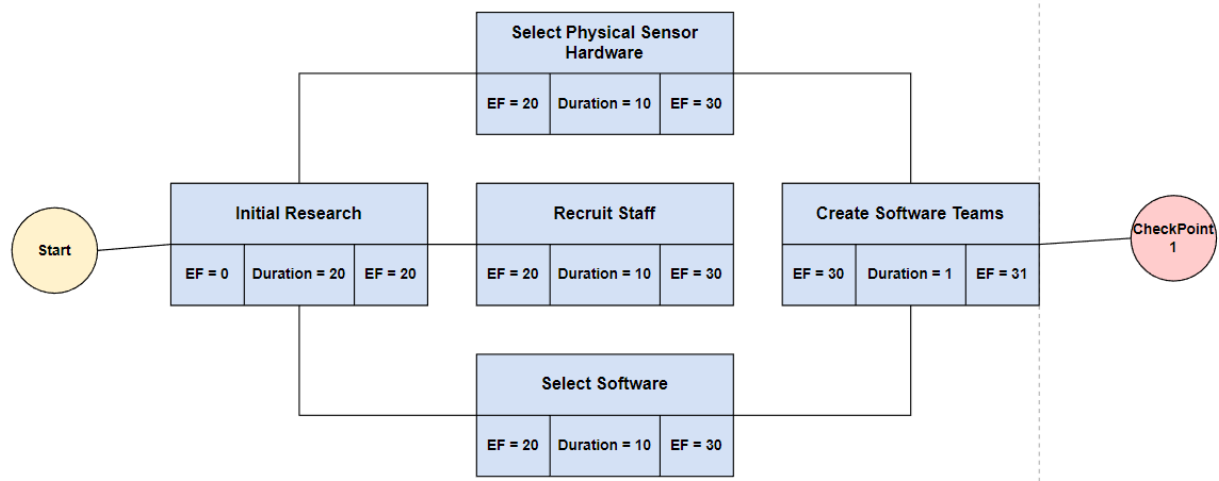 Select Physical Sensor
Hardware
EF = 20 Duration = 10 EF = 30
Initial Research
Recruit Staff
Create Software Teams
Start
CheckPoint
1
EF = 0 Duration = 20 EF = 20
EF = 20 Duration = 10 EF = 30
EF = 30 Duration = 1 EF = 31
Select Software
EF = 20 Duration = 10 EF = 30